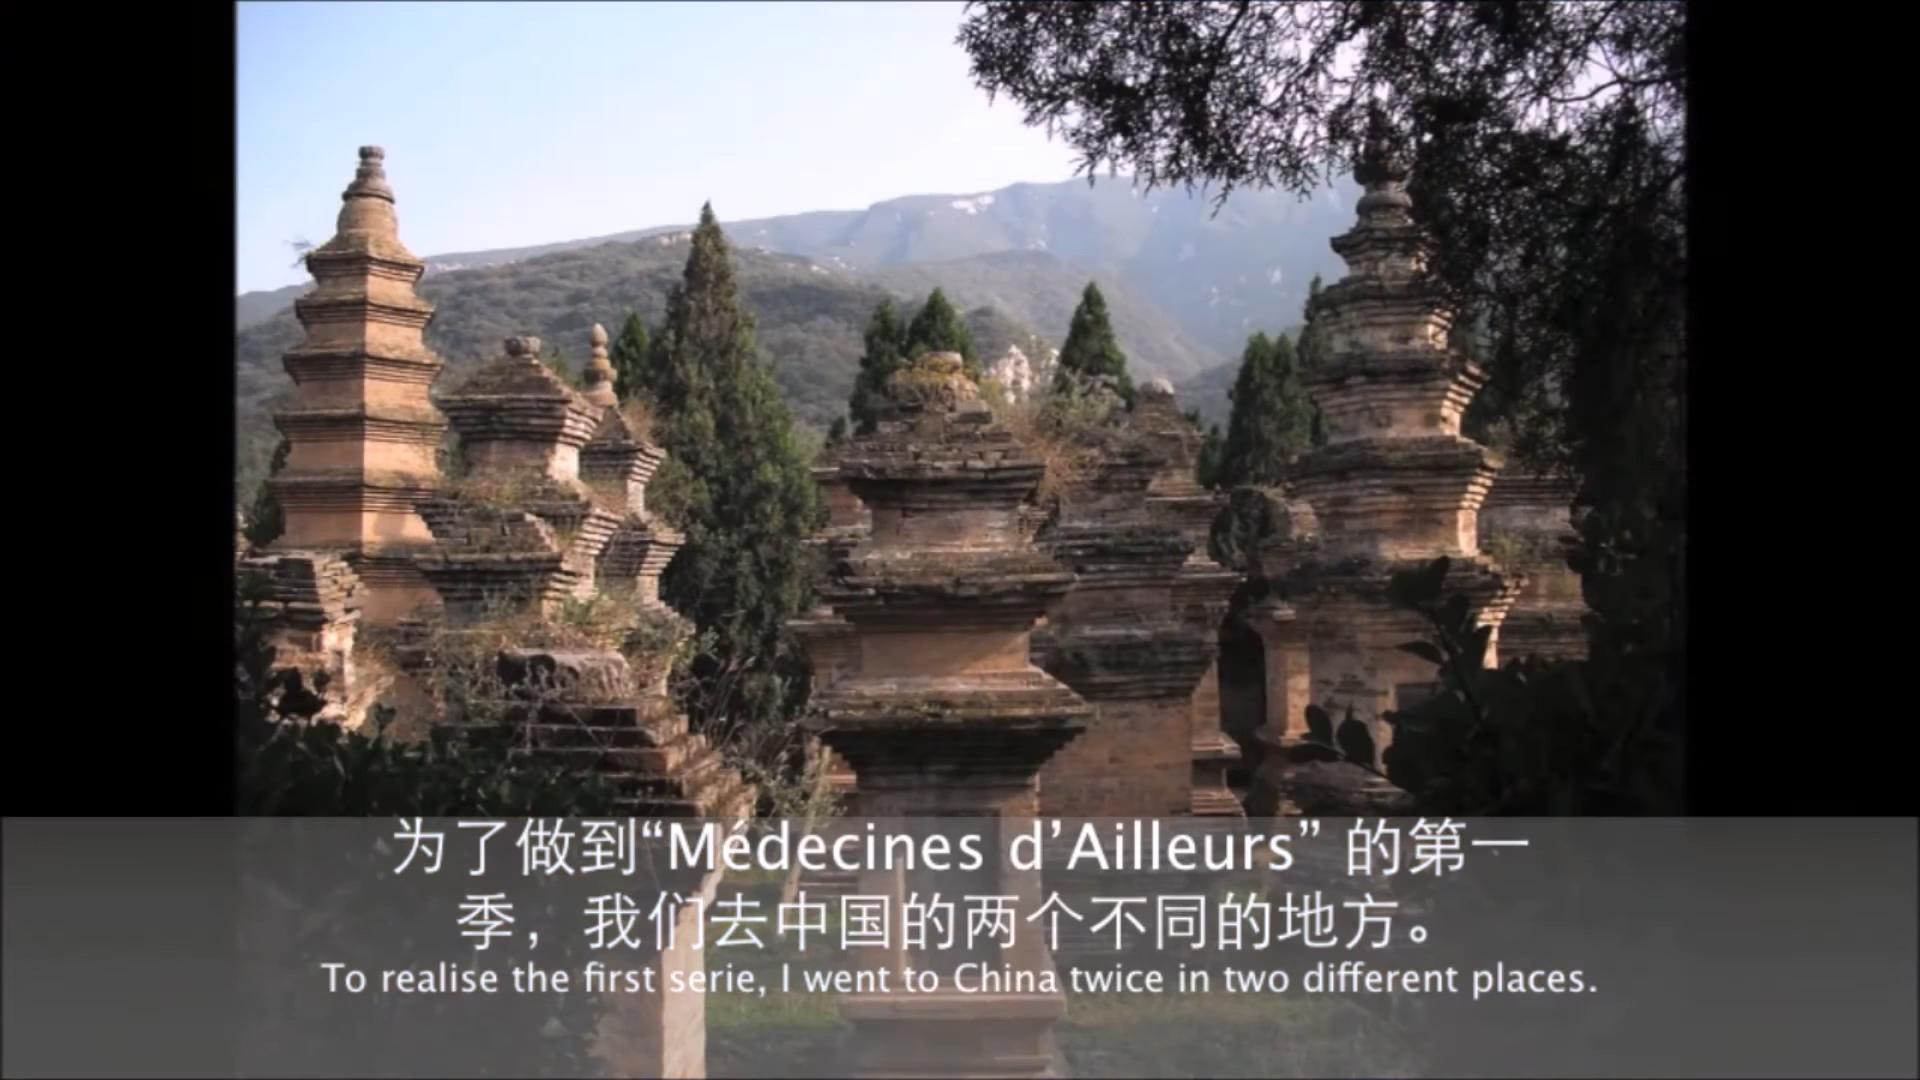 为了做到“Médecines d’Ailleurs” 的第一
季，我们去中国的两个不同的地方。
To realise the first serie, I went to China twice in two different places.